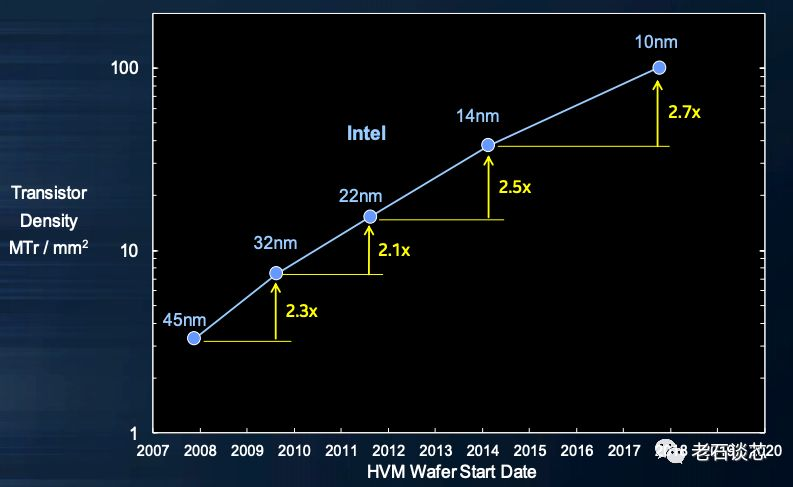 10nm
100
2.7x
14nm
Intel
2.5x
Transistor
Density
MTr / mm²
22nm
10
32nm
2.1x
45nm
2.3x
1
2007 2008 2009 2010 2011 2012 2013 2014 2015 2016 2017
老石谈芯
HVM Wafer Start Date